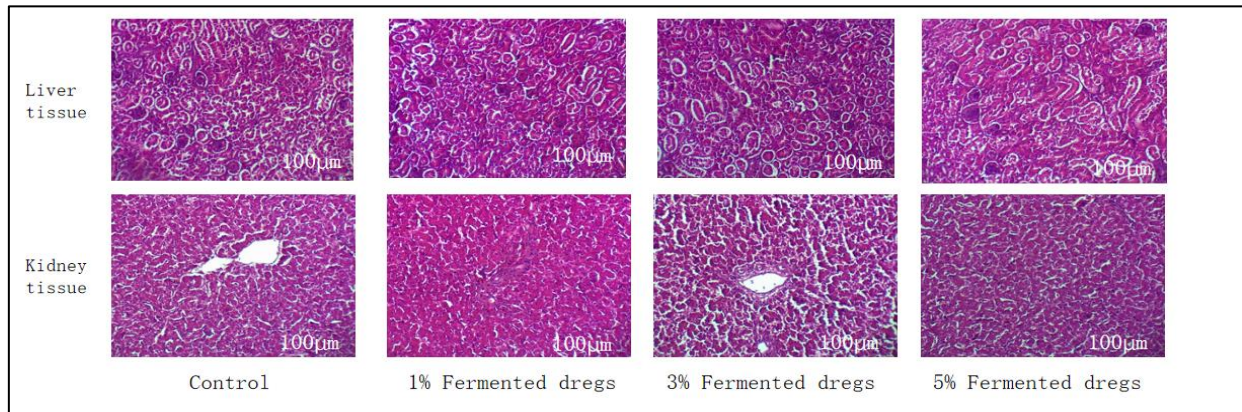 Liver
tissue
100μm
100μm
100μm
100μm
Kidney
tissue
100μm
100μm
100μm
100μm
Control
1% Fermented dregs
3% Fermented dregs
5% Fermented dregs